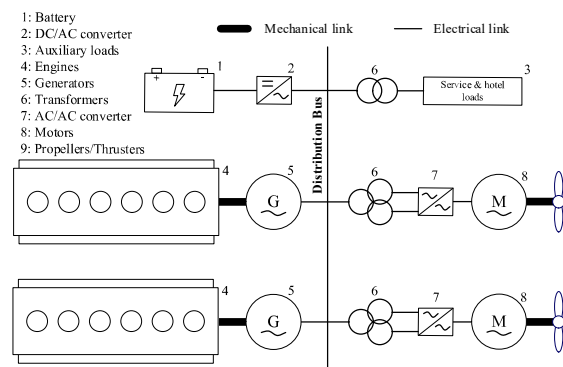 1: Battery
2: DC/AC converter
3: Auxiliary loads
4: Engines
5: Generators
6: Transformers
7: AC/AC converter
8: Motors
9: Propellers/Thrusters
Mechanical link
Electrical link
1
2
6
3
+
-
Service & hotel
loads
Distribution Bus
4
5
6
7
8
G
M
4
5
6
7
8
G
M